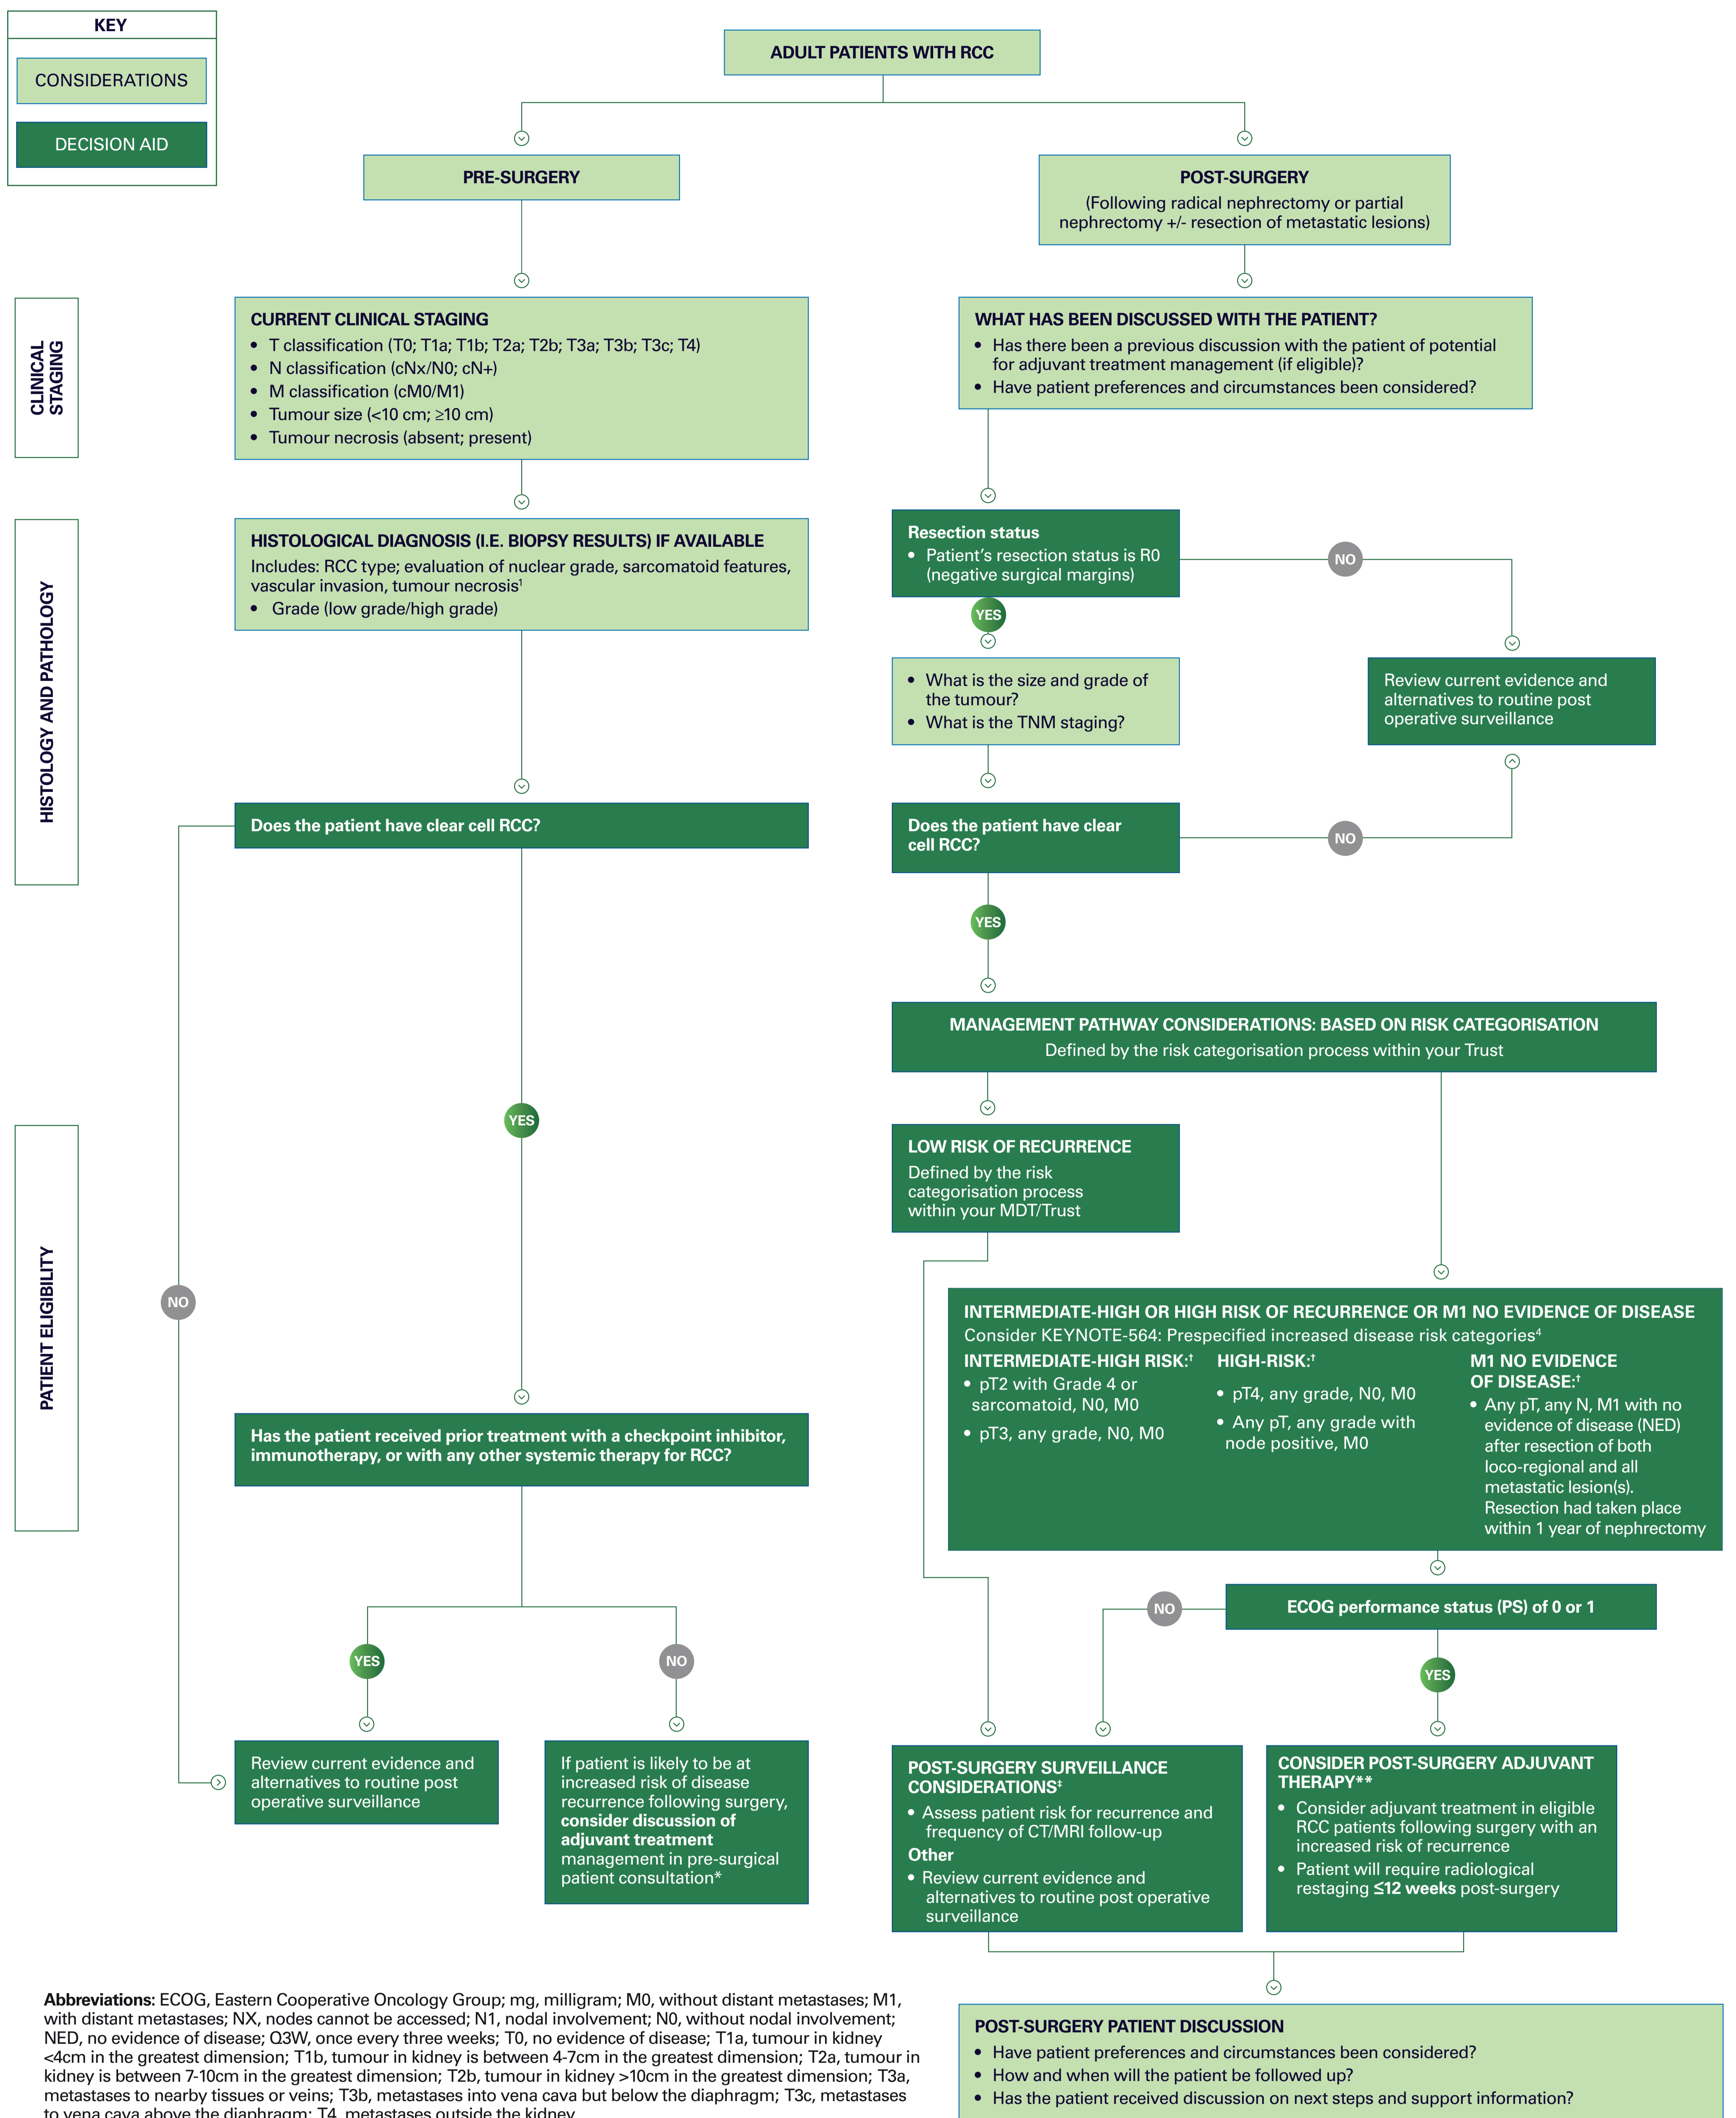 KEY
CONSIDERATIONS
DECISION AID
ADULT PATIENTS WITH RCC
PRE-SURGERY
POST-SURGERY
(Following radical nephrectomy or partial
nephrectomy +/- resection of metastatic lesions)
CLINICAL
STAGING
CURRENT CLINICAL STAGING
• T classification (T0; T1a; T1b; T2a; T2b; T3a; T3b; T3c; T4)
• N classification (cNx/N0; cN+)
• M classification (cM0/M1)
• Tumour size (<10 cm; ≥10 cm)
• Tumour necrosis (absent; present)
WHAT HAS BEEN DISCUSSED WITH THE PATIENT?
• Has there been a previous discussion with the patient of potential
for adjuvant treatment management (if eligible)?
• Have patient preferences and circumstances been considered?
HISTOLOGY AND PATHOLOGY
HISTOLOGICAL DIAGNOSIS (I.E. BIOPSY RESULTS) IF AVAILABLE
Includes: RCC type; evaluation of nuclear grade, sarcomatoid features,
vascular invasion, tumour necrosis¹
• Grade (low grade/high grade)
Does the patient have clear cell RCC?
Resection status
• Patient's resection status is R0
(negative surgical margins)
NO
YES
• What is the size and grade of
the tumour?
• What is the TNM staging?
Review current evidence and
alternatives to routine post
operative surveillance
Does the patient have clear
cell RCC?
NO
YES
MANAGEMENT PATHWAY CONSIDERATIONS: BASED ON RISK CATEGORISATION
Defined by the risk categorisation process within your Trust
PATIENT ELIGIBILITY
YES
NO
Has the patient received prior treatment with a checkpoint inhibitor,
immunotherapy, or with any other systemic therapy for RCC?
YES
NO
Review current evidence and
alternatives to routine post
operative surveillance
If patient is likely to be at
increased risk of disease
recurrence following surgery,
consider discussion of
adjuvant treatment
management in pre-surgical
patient consultation*
LOW RISK OF RECURRENCE
Defined by the risk
categorisation process
within your MDT/Trust
INTERMEDIATE-HIGH OR HIGH RISK OF RECURRENCE OR M1 NO EVIDENCE OF DISEASE
Consider KEYNOTE-564: Prespecified increased disease risk categories⁴
INTERMEDIATE-HIGH RISK:†
• pT2 with Grade 4 or
sarcomatoid, N0, M0
• pT3, any grade, N0, M0
HIGH-RISK:†
• pT4, any grade, N0, M0
• Any pT, any grade with
node positive, M0
M1 NO EVIDENCE
OF DISEASE:†
• Any pT, any N, M1 with no
evidence of disease (NED)
after resection of both
loco-regional and all
metastatic lesion(s).
Resection had taken place
within 1 year of nephrectomy
ECOG performance status (PS) of 0 or 1
NO
YES
POST-SURGERY SURVEILLANCE
CONSIDERATIONS‡
• Assess patient risk for recurrence and
frequency of CT/MRI follow-up
Other
• Review current evidence and
alternatives to routine post operative
surveillance
CONSIDER POST-SURGERY ADJUVANT
THERAPY**
• Consider adjuvant treatment in eligible
RCC patients following surgery with an
increased risk of recurrence
• Patient will require radiological
restaging ≤12 weeks post-surgery
POST-SURGERY PATIENT DISCUSSION
• Have patient preferences and circumstances been considered?
• How and when will the patient be followed up?
• Has the patient received discussion on next steps and support information?
Abbreviations: ECOG, Eastern Cooperative Oncology Group; mg, milligram; M0, without distant metastases; M1,
with distant metastases; NX, nodes cannot be accessed; N1, nodal involvement; N0, without nodal involvement;
NED, no evidence of disease; Q3W, once every three weeks; T0, no evidence of disease; T1a, tumour in kidney
<4cm in the greatest dimension; T1b, tumour in kidney is between 4-7cm in the greatest dimension; T2a, tumour in
kidney is between 7-10cm in the greatest dimension; T2b, tumour in kidney >10cm in the greatest dimension; T3a,
metastases to nearby tissues or veins; T3b, metastases into vena cava but below the diaphragm; T3c, metastases
to vena cava above the diaphragm; T4, metastases outside the kidney